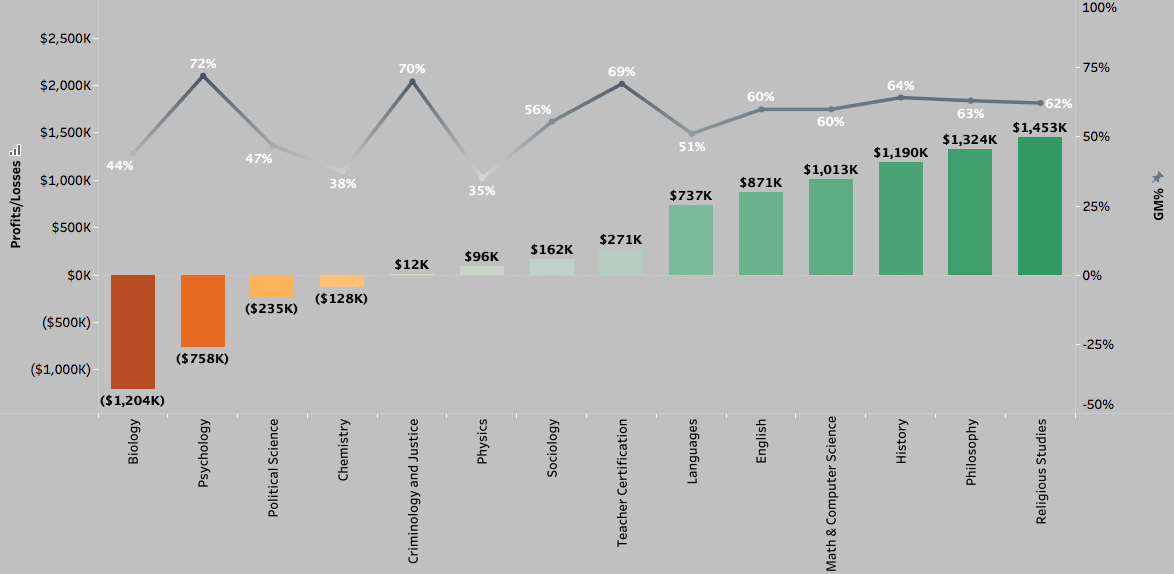 100%
$2,500K
72%
70%
69%
75%
$2,000K
64%
62%
60%
56%
63%
60%
$1,453K
$1,500K
51%
50%
47%
44%
$1,324K
$1,190K
38%
35%
$1,013K
$1,000K
$871K
$737K
25%
$500K
$271K
$162K
$96K
$12K
$0K
0%
($128K)
($235K)
($500K)
-25%
($758K)
($1,000K)
($1,204K)
-50%
Profits/Losses
GM%
Biology
Psychology
Political Science
Chemistry
Criminology and Justice
Physics
Sociology
Teacher Certification
Languages
English
Math & Computer Science
History
Philosophy
Religious Studies